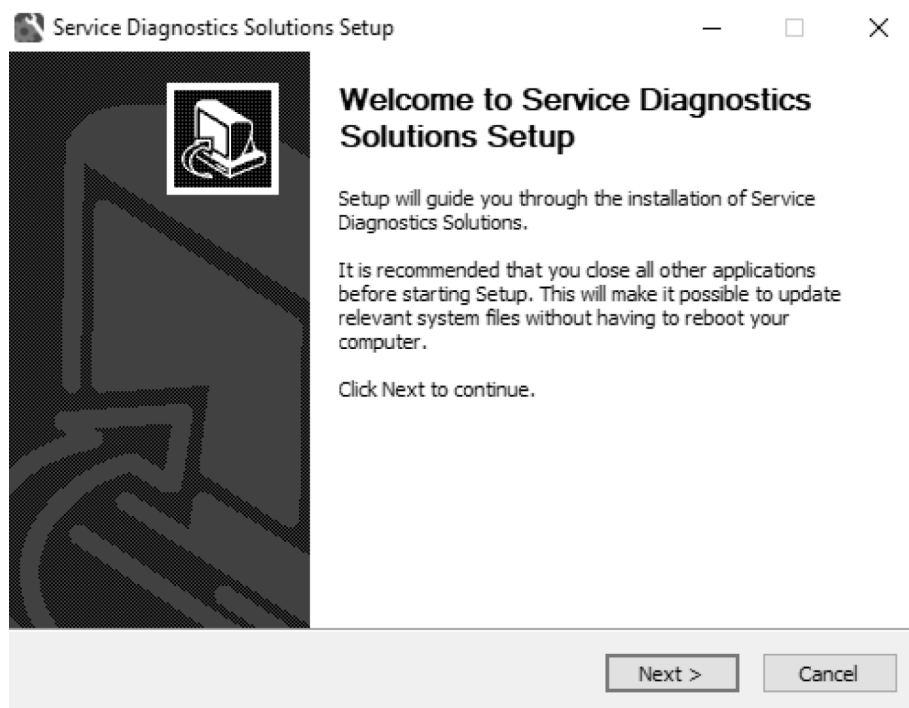 Service Diagnostics Solutions Setup
Welcome to Service Diagnostics
Solutions Setup
Setup will guide you through the installation of Service
Diagnostics Solutions.
It is recommended that you close all other applications
before starting Setup. This will make it possible to update
relevant system files without having to reboot your
computer.
Click Next to continue.
Next >
Cancel